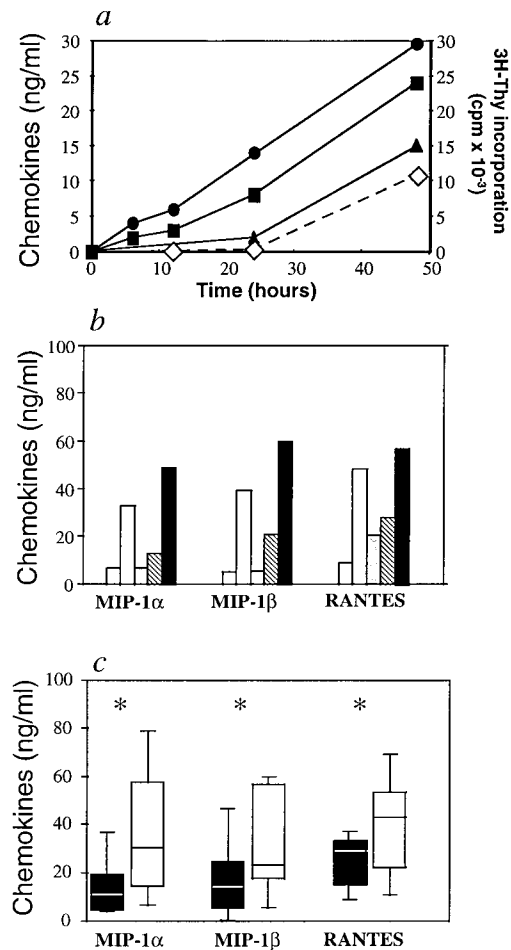 a
Chemokines (ng/ml)
30
25
20
15
10
5
0
30
25
20
15
10
5
0
3H-Thy incorporation
(cpm x 10-3)
0
10
20
30
40
50
Time (hours)
b
Chemokines (ng/ml)
100
80
60
40
20
0
MIP-1α
MIP-1β
RANTES
c
Chemokines (ng/ml)
100
80
60
40
20
0
*
*
*
MIP-1α
MIP-1β
RANTES